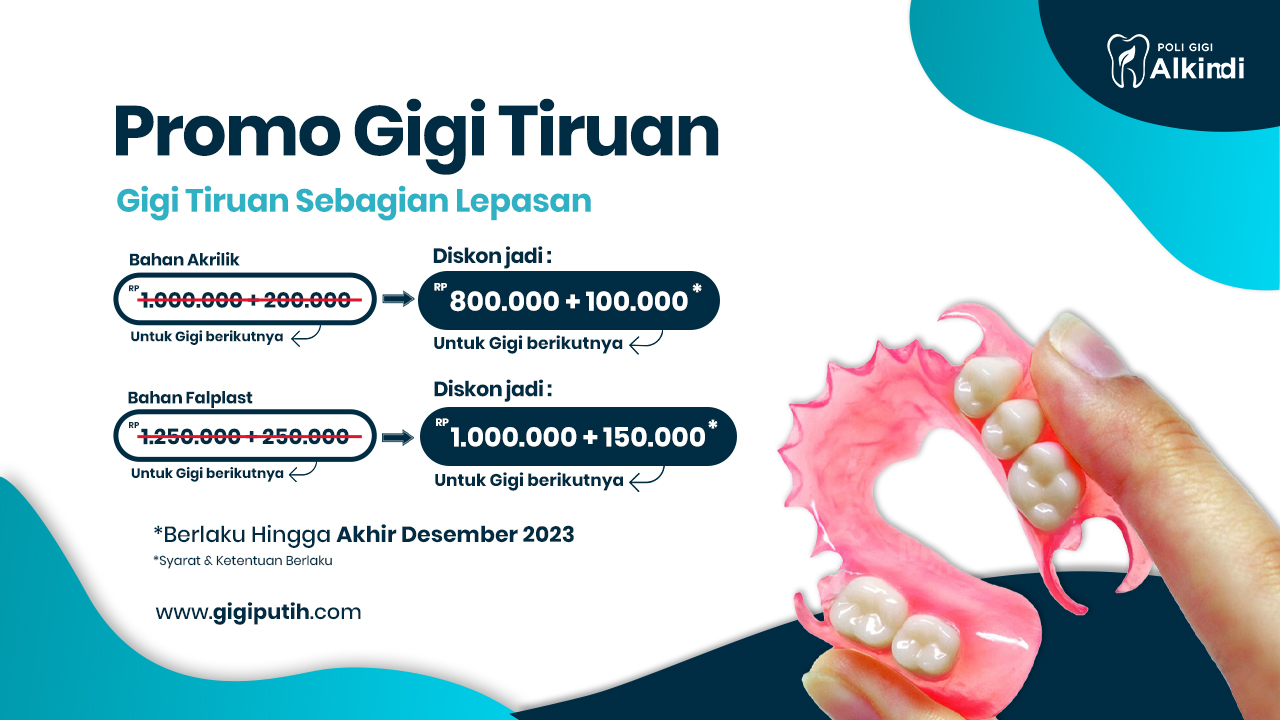 POLI GIGI
Alkindi
Promo Gigi Tiruan
Gigi Tiruan Sebagian Lepasan
Bahan Akrilik
RP 1.000.000 + 200.000
Untuk Gigi berikutnya
Diskon jadi :
RP 800.000 + 100.000*
Untuk Gigi berikutnya
Bahan Falplast
RP 1.250.000 + 250.000
Untuk Gigi berikutnya
Diskon jadi :
RP 1.000.000 + 150.000*
Untuk Gigi berikutnya
*Berlaku Hingga Akhir Desember 2023
*Syarat & Ketentuan Berlaku
www.gigiputih.com